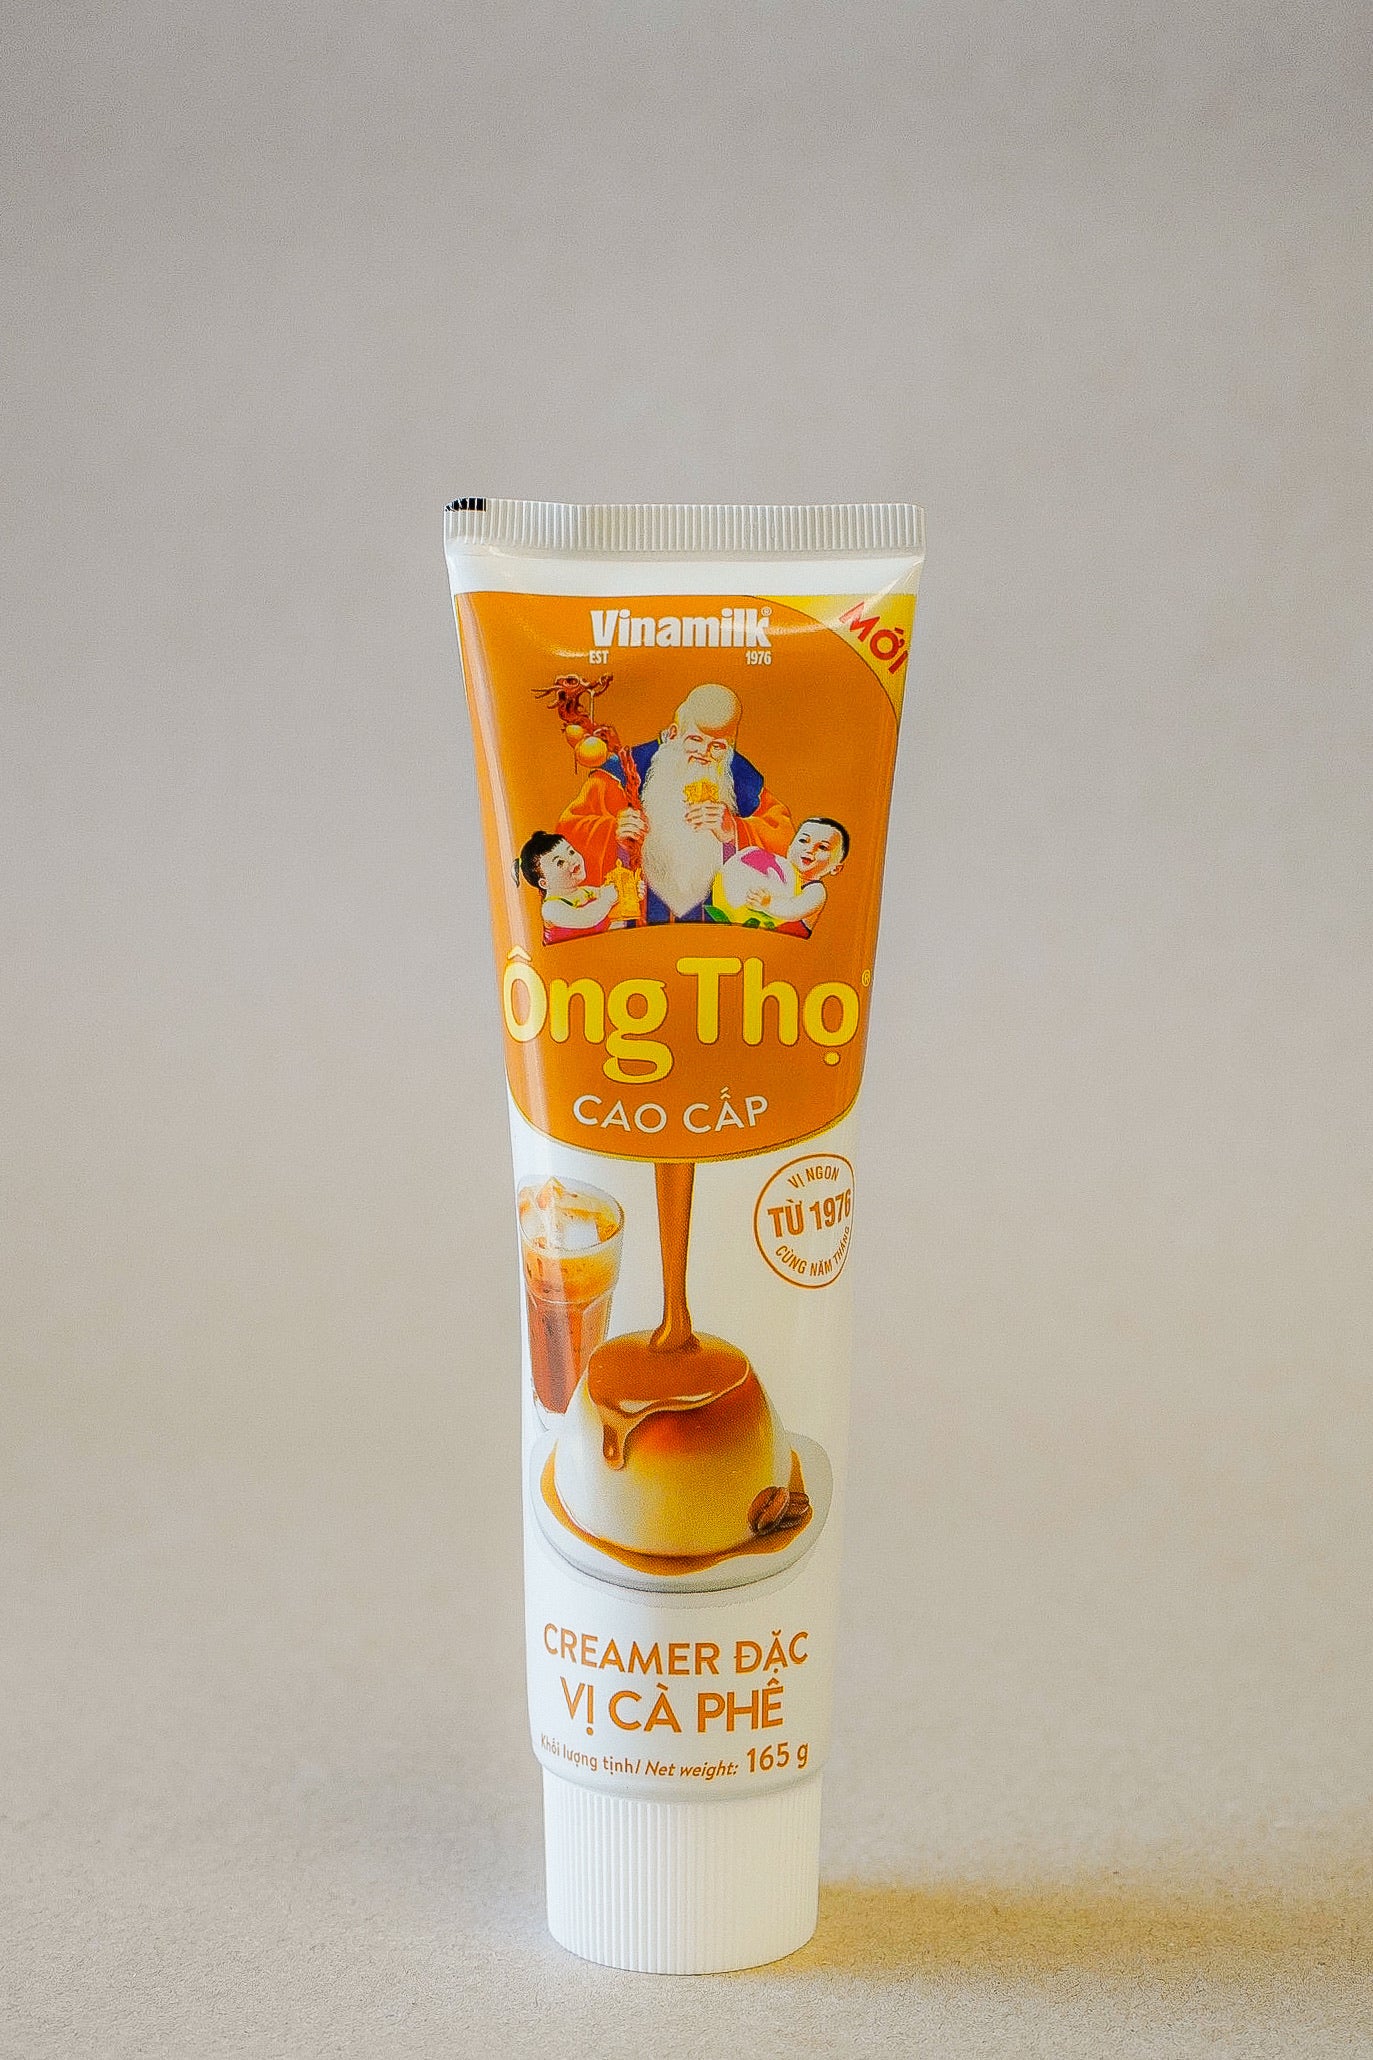 Vinamilk®
EST 1976
MỚI
Ông Thọ®
CAO CẤP
VỊ NGON
TỪ 1976
CÙNG NĂM THÁNG
CREAMER ĐẶC
VỊ CÀ PHÊ
Khối lượng tịnh/ Net weight: 165 g